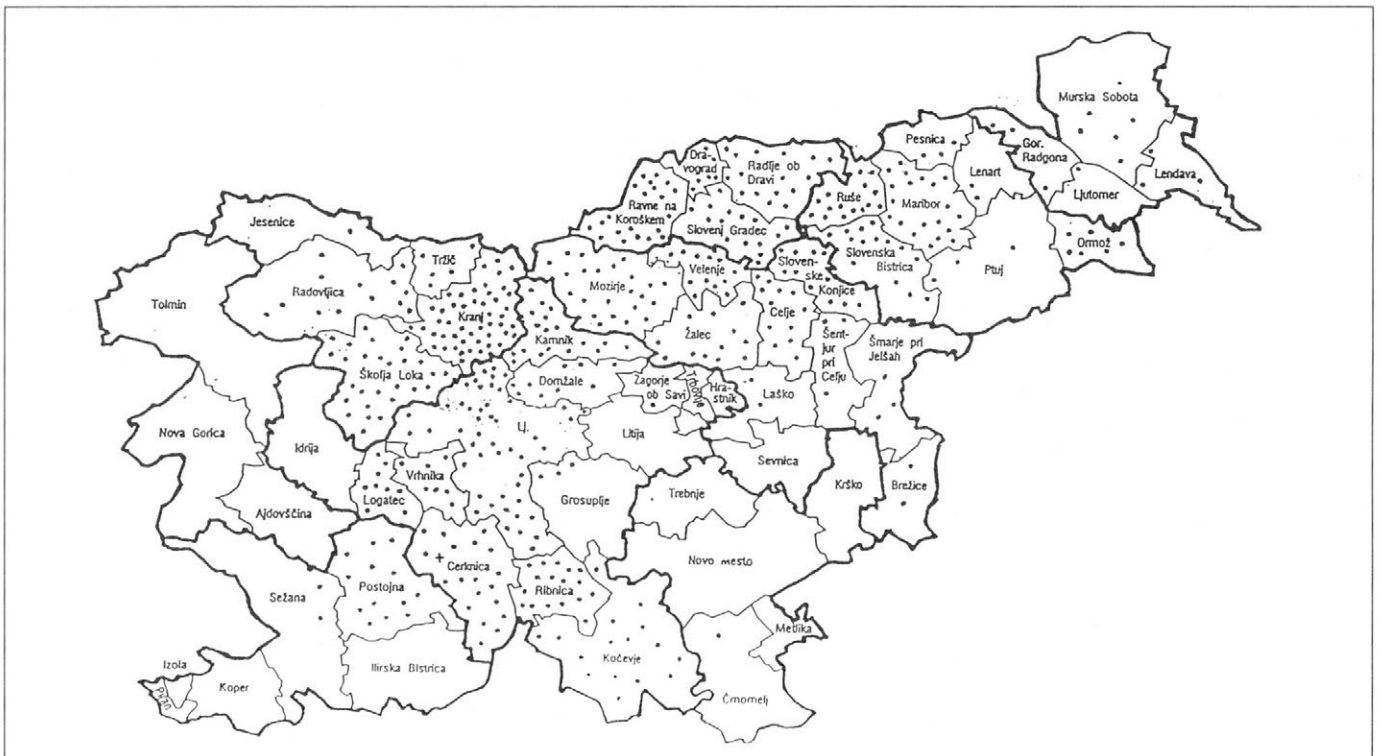 Murska Sobota
Pesnica
Gor.
Radgona
Lenart
Lendava
Ljutomer
Dra-
vograd
Radlje ob
Dravi
Ruše
Maribor
Ravne na
Koroškem
Slovenj Gradec
Ormož
Jesenice
Tržič
Velenje
Sloven-
ske
Konjice
Slovenska
Bistrica
Ptuj
Mozirje
Radovljica
Tolmin
Kranj
Celje
Kamnik
Žalec
Šent-
jur
pri
Celju
Šmarje pri
Jelšah
Škofja Loka
Domžale
Zagorje
ob Savi
Trbovlje
Hra-
stnik
Laško
Lj.
Litija
Nova Gorica
Idrija
Sevnica
Vrhnika
Logatec
Grosuplje
Trebnje
Krško
Brežice
Ajdovščina
Novo mesto
Cerknica
Postojna
Ribnica
Sežana
Metlika
Kočevje
Izola
Piran
Koper
Ilirska Bistrica
Črnomelj